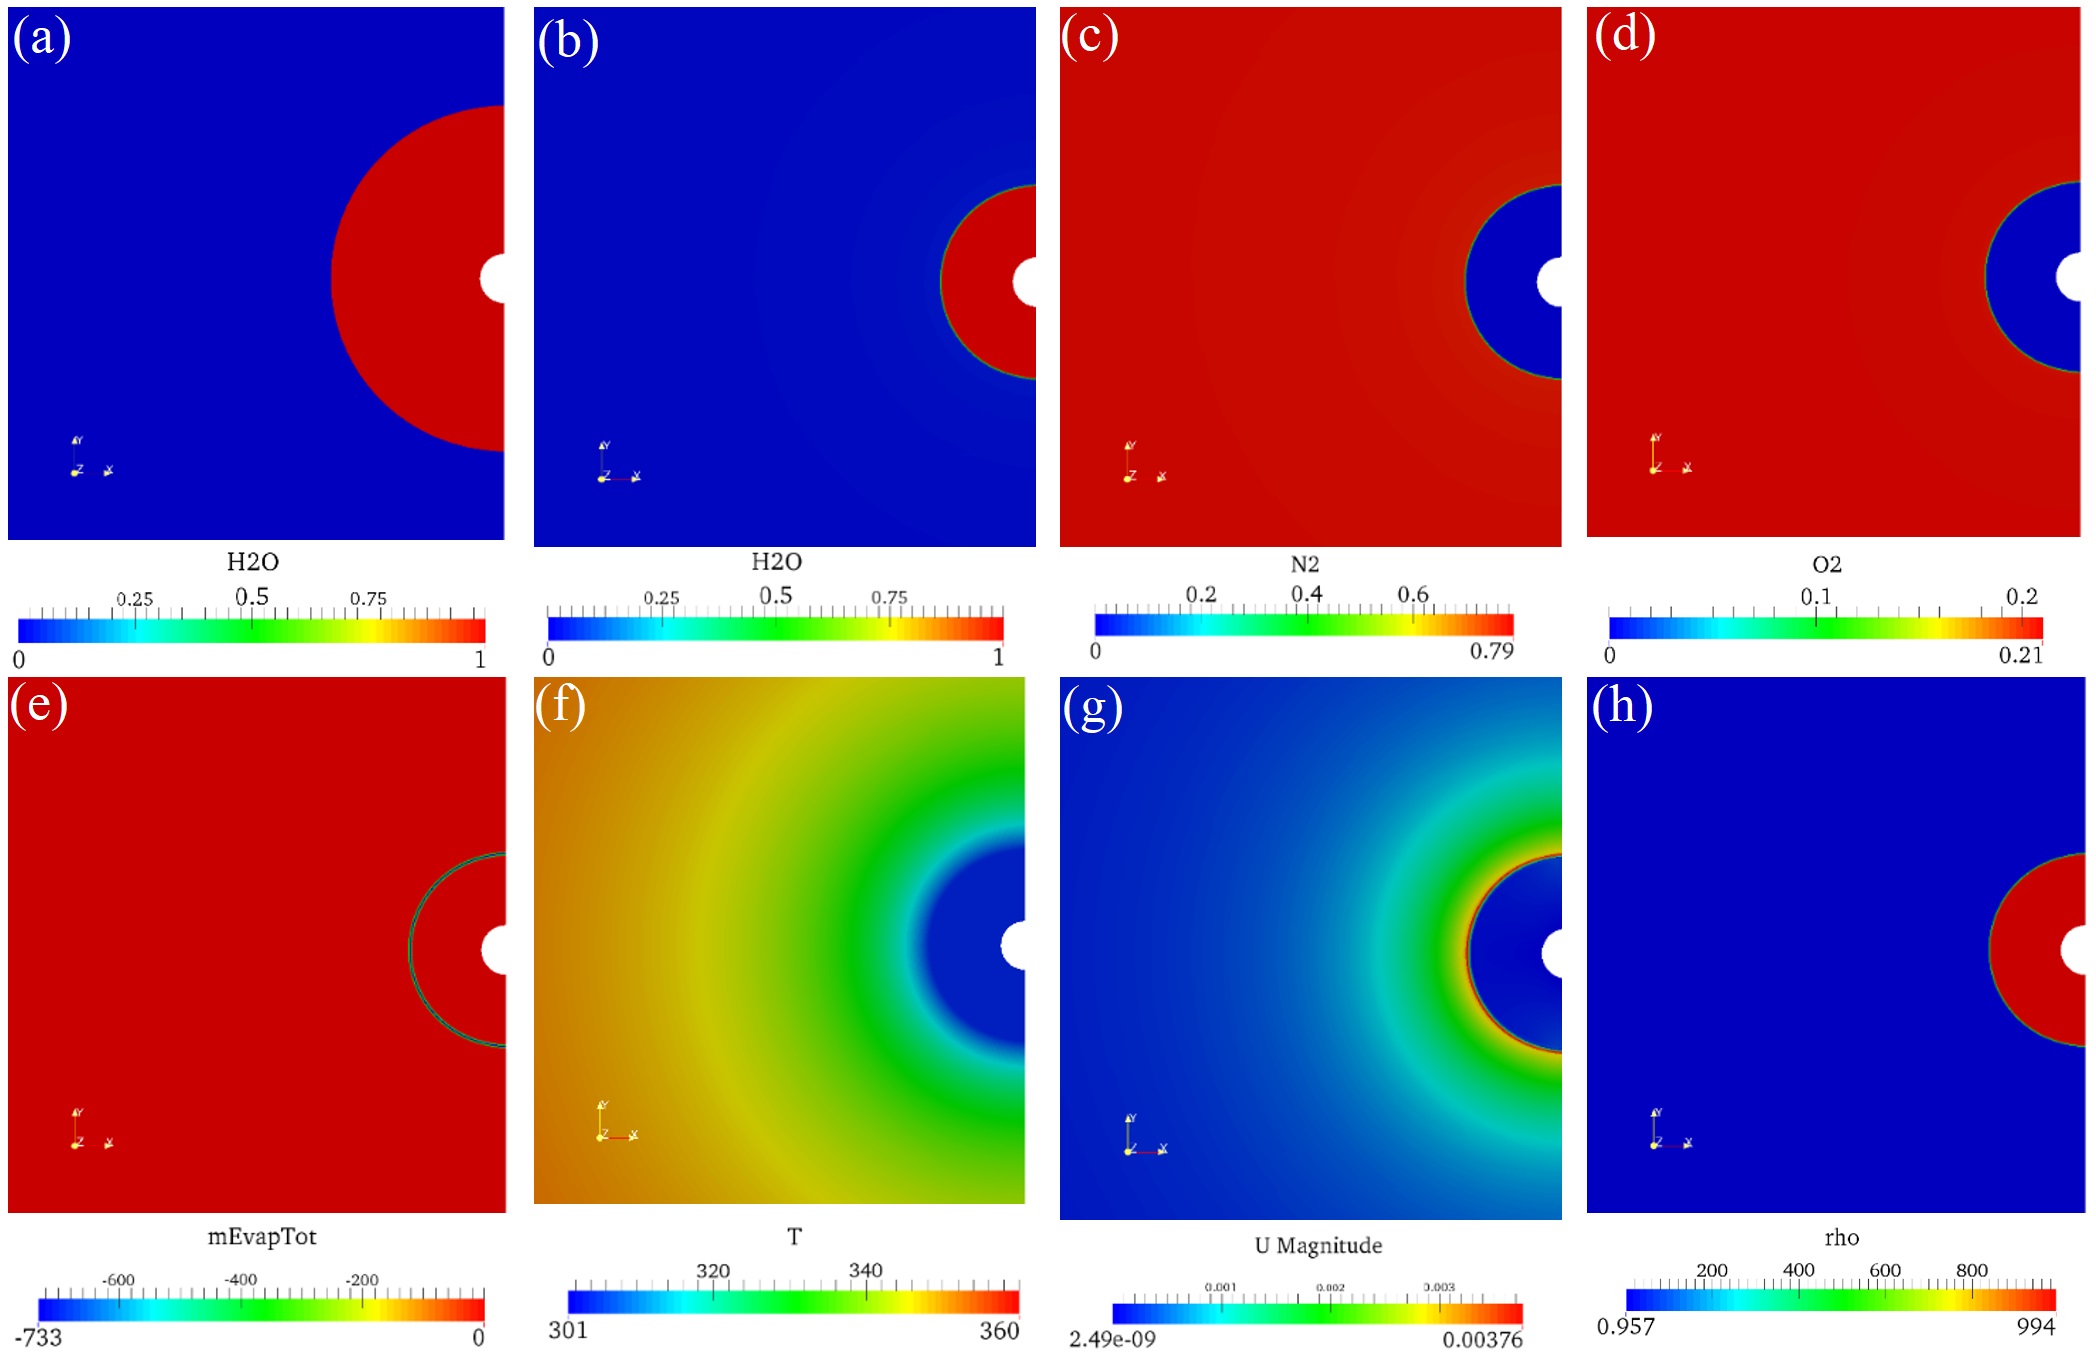 (a) (b) (c) (d)
Y Y Y Y
Z X Z X Z X Z X
H2O H2O N2 O2
0.25 0.5 0.75 0.25 0.5 0.75 0.2 0.4 0.6 0.1 0.2
0 1 0 1 0 0.79 0 0.21
(e) (f) (g) (h)
Y Y Y Y
Z X Z X Z X Z X
mEvapTot T U Magnitude rho
-600 -400 -200 320 340 0.001 0.002 0.003 200 400 600 800
-733 0 301 360 2.49e-09 0.00376 0.957 994